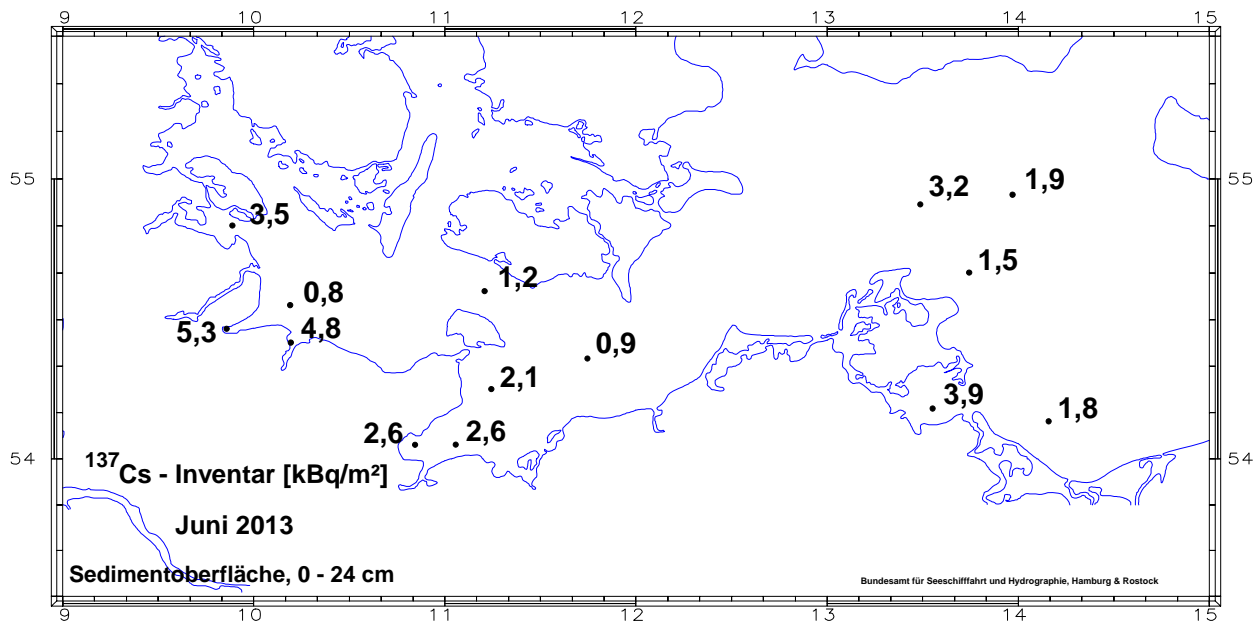 9 10 11 12 13 14 15
55 55
3,2 1,9
3,5
1,5
1,2
0,8
5,3 4,8
0,9
2,1
3,9 1,8
2,6 2,6
54 54
¹³⁷Cs - Inventar [kBq/m²]
Juni 2013
Sedimentoberfläche, 0 - 24 cm
Bundesamt für Seeschifffahrt und Hydrographie, Hamburg & Rostock
9 10 11 12 13 14 15